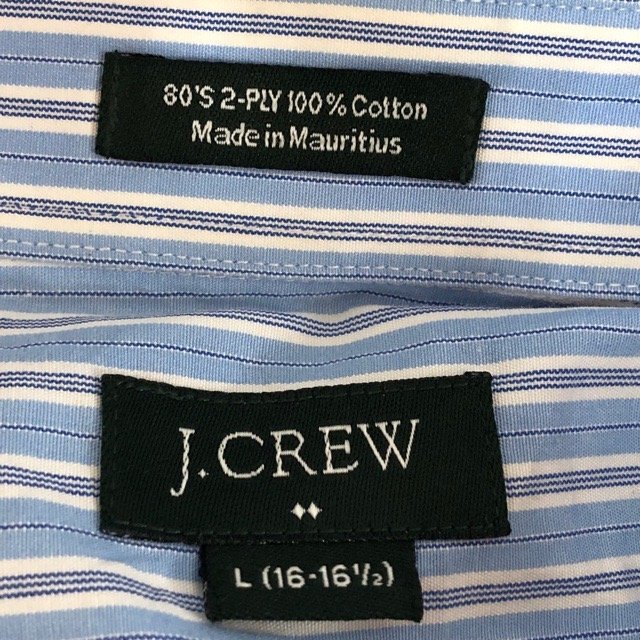 80'S 2-PLY 100% Cotton
Made in Mauritius
J.CREW
L (16-16½)